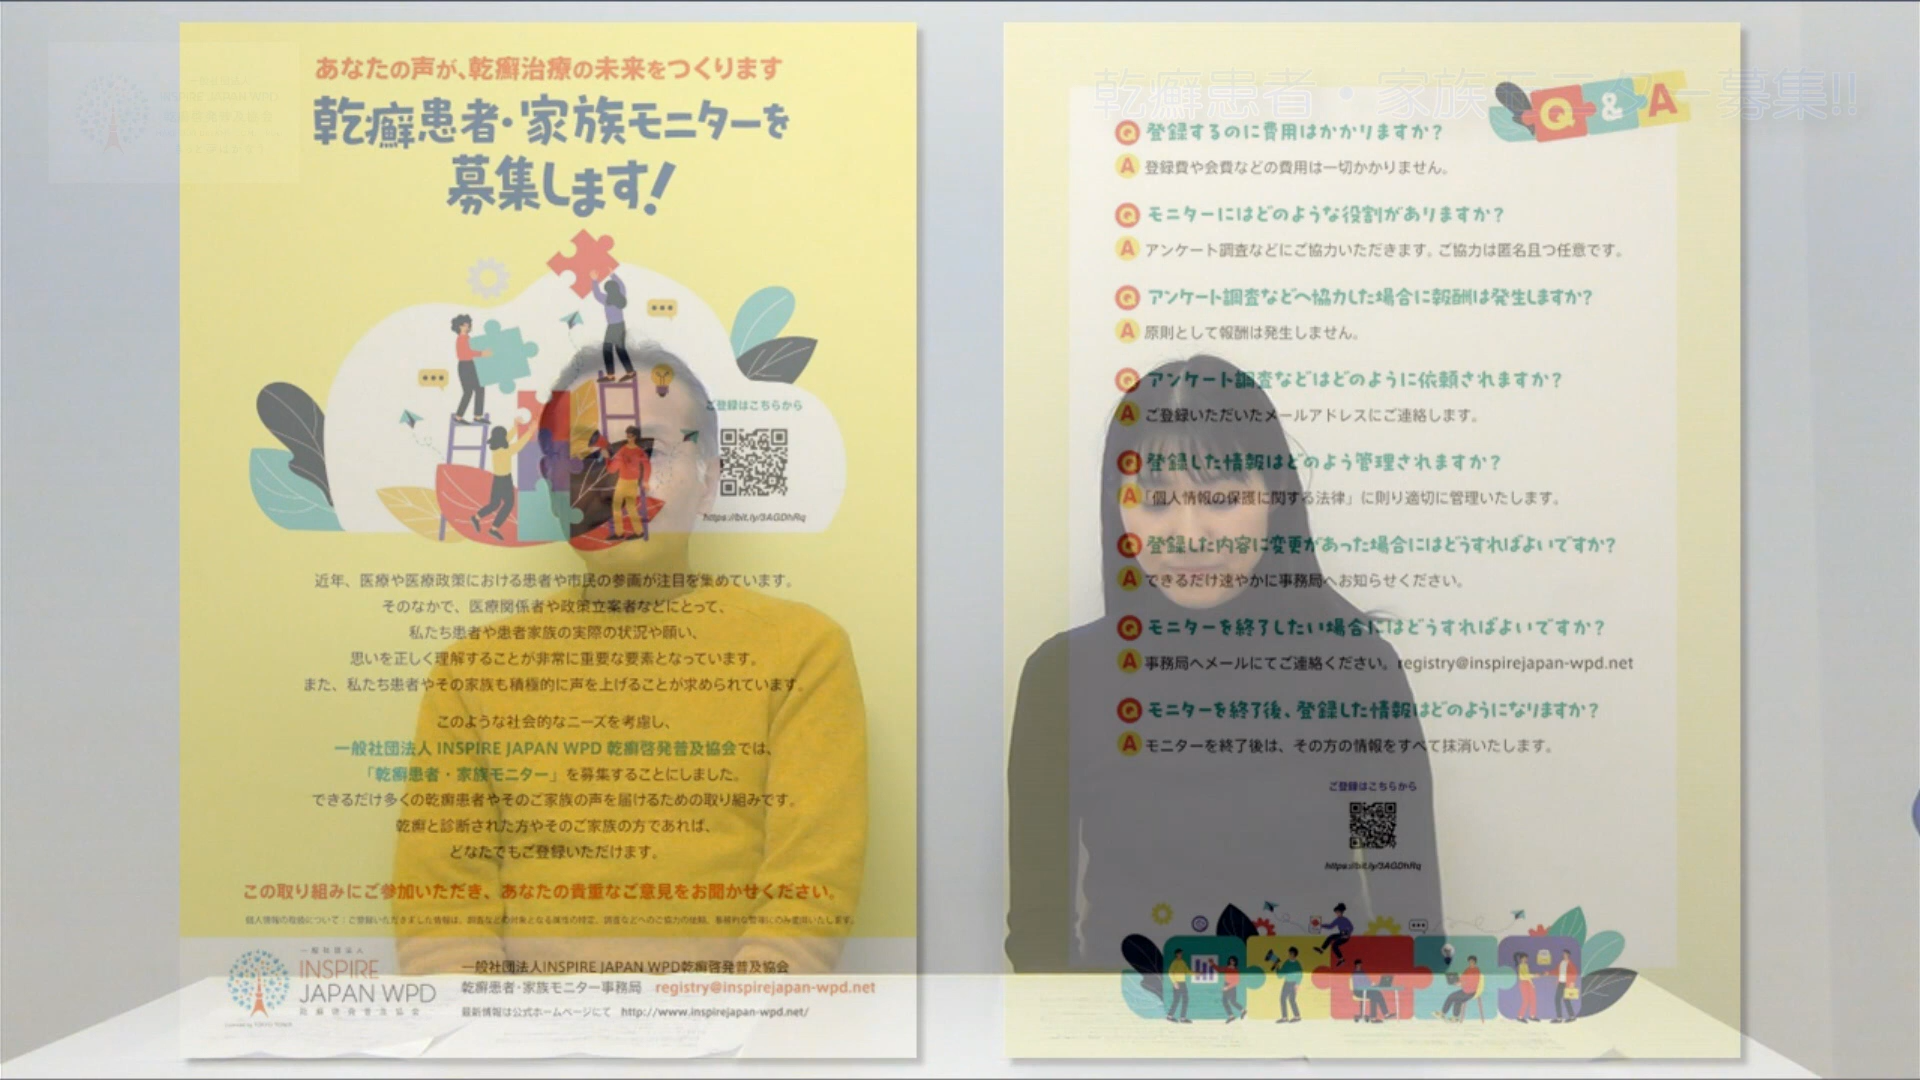 あなたの声が、乾癬治療の未来をつくります
乾癬患者・家族モニターを
募集します!
ご登録はこちらから
https://bit.ly/3AGDhRq
近年、医療や医療政策における患者や市民の参画が注目を集めています。
そのなかで、医療関係者や政策立案者などにとって、
私たち患者や患者家族の実際の状況や願い、
思いを正しく理解することが非常に重要な要素となっています。
また、私たち患者やその家族も積極的に声を上げることが求められています。
このような社会的なニーズを考慮し、
一般社団法人 INSPIRE JAPAN WPD 乾癬啓発普及協会では、
「乾癬患者・家族モニター」を募集することにしました。
できるだけ多くの乾癬患者やそのご家族の声を届けるための取り組みです。
乾癬と診断された方やそのご家族の方であれば、
どなたでもご登録いただけます。
この取り組みにご参加いただき、あなたの貴重なご意見をお聞かせください。
一般社団法人
INSPIRE
JAPAN WPD
乾癬啓発普及協会
一般社団法人INSPIRE JAPAN WPD乾癬啓発普及協会
乾癬患者・家族モニター事務局 registry@inspirejapan-wpd.net
最新情報は公式ホームページにて http://www.inspirejapan-wpd.net/
乾癬患者・家族モニター募集!!
Q & A
Q 登録するのに費用はかかりますか?
A 登録費や会費などの費用は一切かかりません。
Q モニターにはどのような役割がありますか?
A アンケート調査などにご協力いただきます。ご協力は匿名且つ任意です。
Q アンケート調査などへ協力した場合に報酬は発生しますか?
A 原則として報酬は発生しません。
Q アンケート調査などはどのように依頼されますか?
A ご登録いただいたメールアドレスにご連絡します。
Q 登録した情報はどのよう管理されますか?
A 「個人情報の保護に関する法律」に則り適切に管理いたします。
Q 登録した内容に変更があった場合にはどうすればよいですか?
A できるだけ速やかに事務局へお知らせください。
Q モニターを終了したい場合にはどうすればよいですか?
A 事務局へメールにてご連絡ください。registry@inspirejapan-wpd.net
Q モニターを終了後、登録した情報はどのようになりますか?
A モニターを終了後は、その方の情報をすべて抹消いたします。
ご登録はこちらから
https://bit.ly/3AGDhRq